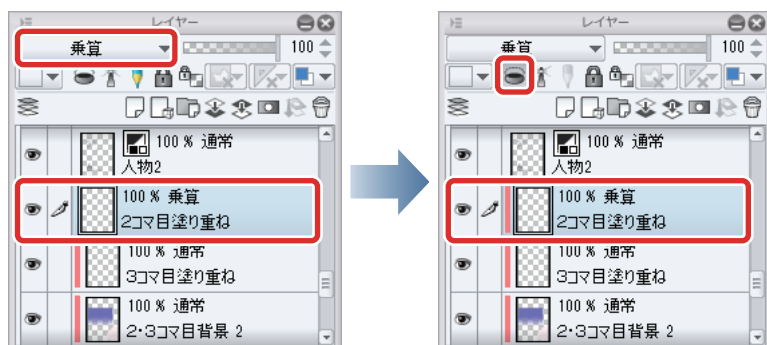 レイヤー
乗算
100
100 % 通常
人物2
100 % 乗算
2コマ目塗り重ね
100 % 通常
3コマ目塗り重ね
100 % 通常
2・3コマ目背景 2
レイヤー
乗算
100
100 % 通常
人物2
100 % 乗算
2コマ目塗り重ね
100 % 通常
3コマ目塗り重ね
100 % 通常
2・3コマ目背景 2